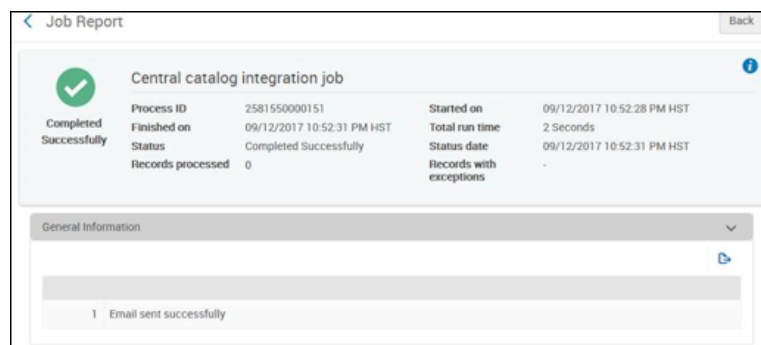 Job Report
Back
Central catalog integration job
Completed Successfully
Process ID 2581550000151 Started on 09/12/2017 10:52:28 PM HST
Finished on 09/12/2017 10:52:31 PM HST Total run time 2 Seconds
Status Completed Successfully Status date 09/12/2017 10:52:31 PM HST
Records processed 0 Records with exceptions -
General Information
1 Email sent successfully